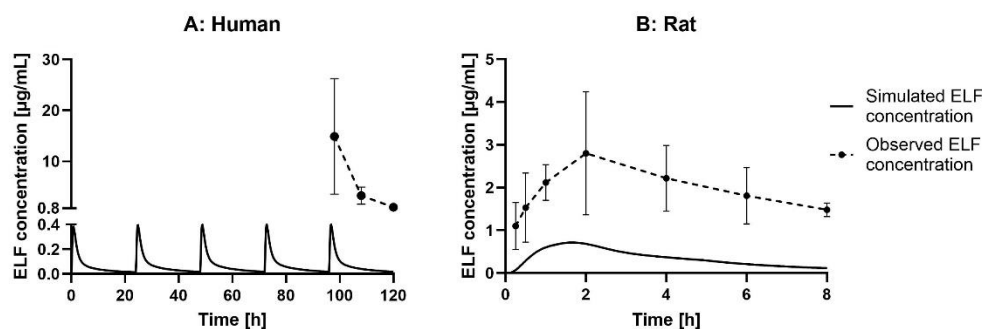 A: Human
ELF concentration [µg/mL]
30
20
10
0.8
0.4
0.2
0.0
0
20
40
60
80
100
120
Time [h]
B: Rat
ELF concentration [µg/mL]
5
4
3
2
1
0
0
2
4
6
8
Time [h]
Simulated ELF
concentration
Observed ELF
concentration